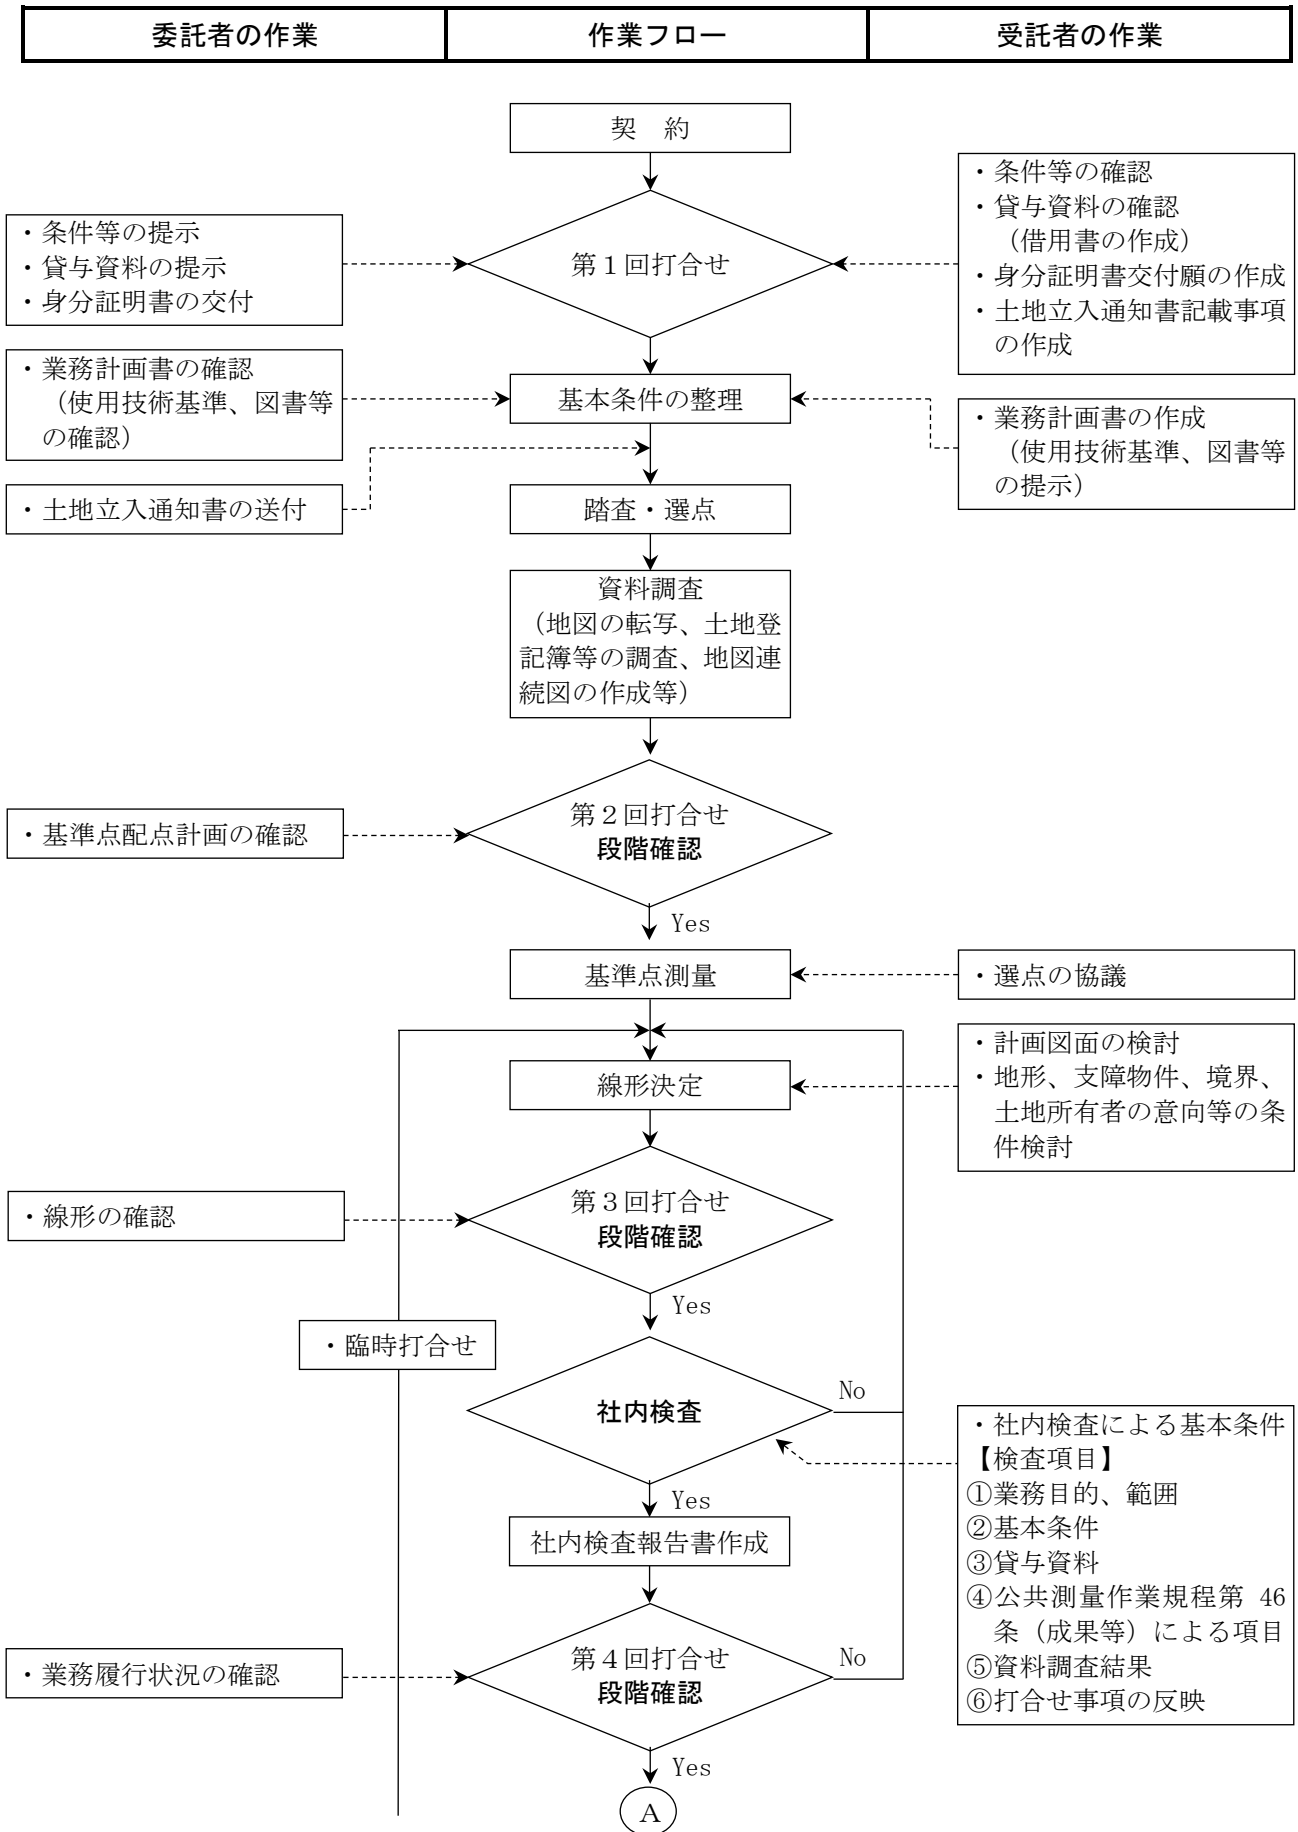 委託者の作業
作業フロー
受託者の作業
契　約
・条件等の確認
・貸与資料の確認
（借用書の作成）
・身分証明書交付願の作成
・土地立入通知書記載事項
の作成
・条件等の提示
・貸与資料の提示
・身分証明書の交付
第１回打合せ
・業務計画書の確認
（使用技術基準、図書等
の確認）
基本条件の整理
・業務計画書の作成
（使用技術基準、図書等
の提示）
・土地立入通知書の送付
踏査・選点
資料調査
（地図の転写、土地登
記簿等の調査、地図連
続図の作成等）
第２回打合せ
段階確認
・基準点配点計画の確認
Yes
基準点測量
・選点の協議
線形決定
・計画図面の検討
・地形、支障物件、境界、
土地所有者の意向等の条
件検討
第３回打合せ
段階確認
・線形の確認
Yes
・臨時打合せ
社内検査
No
・社内検査による基本条件
【検査項目】
①業務目的、範囲
②基本条件
③貸与資料
④公共測量作業規程第 46
条（成果等）による項目
⑤資料調査結果
⑥打合せ事項の反映
Yes
社内検査報告書作成
第４回打合せ
段階確認
No
・業務履行状況の確認
Yes
A